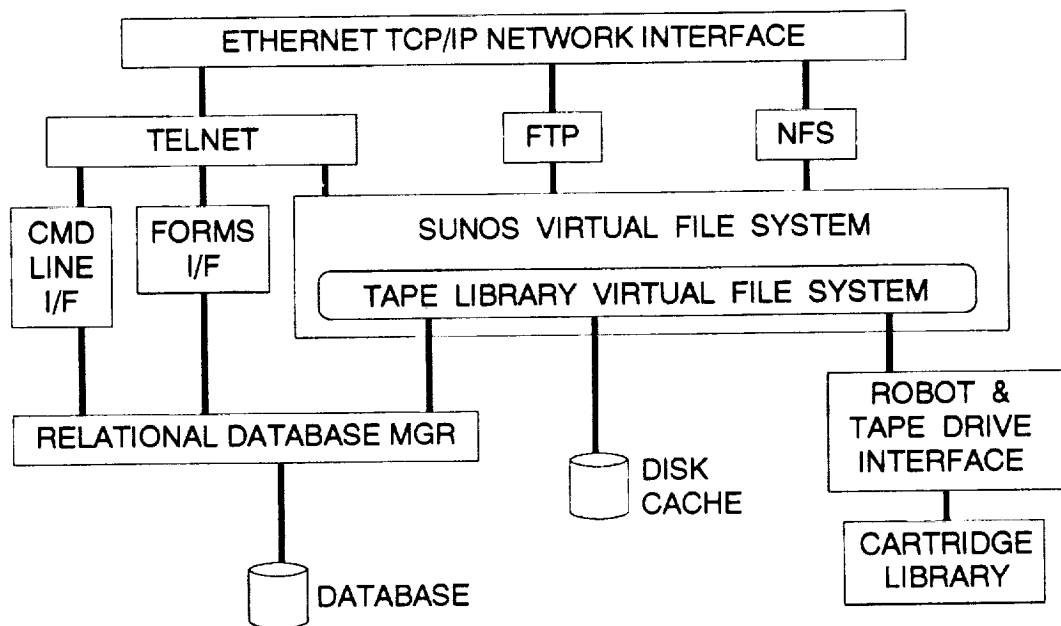 ETHERNET TCP/IP NETWORK INTERFACE
TELNET
FTP
NFS
CMD
LINE
I/F
FORMS
I/F
SUNOS VIRTUAL FILE SYSTEM
TAPE LIBRARY VIRTUAL FILE SYSTEM
RELATIONAL DATABASE MGR
ROBOT &
TAPE DRIVE
INTERFACE
DISK
CACHE
CARTRIDGE
LIBRARY
DATABASE